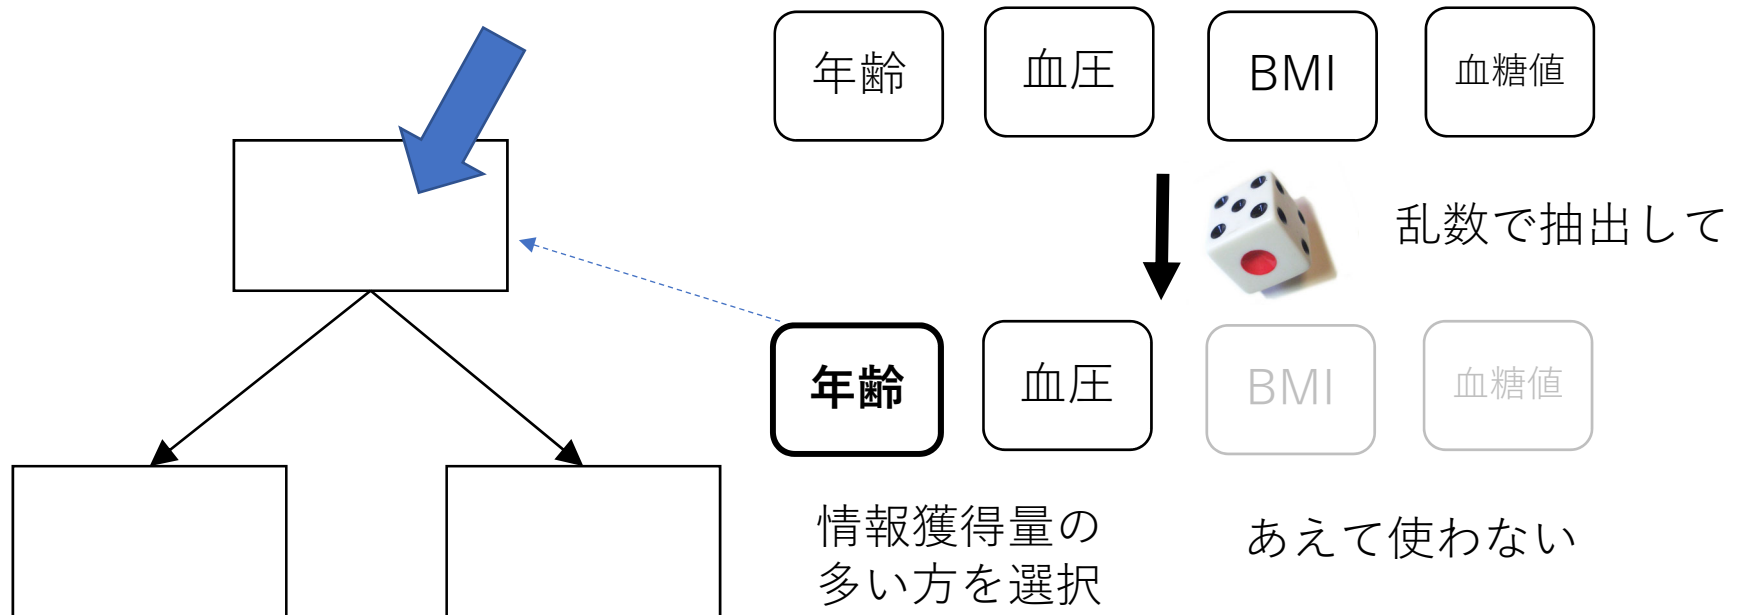 年齢
血圧
BMI
血糖値
乱数で抽出して
年齢
血圧
BMI
血糖値
情報獲得量の
多い方を選択
あえて使わない